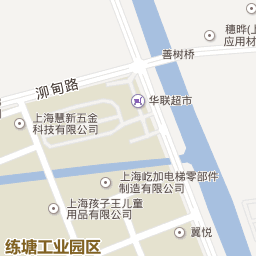 穗晔(上
应用材
善树桥
泖甸路
华联超市
上海慧新五金
科技有限公司
上海屹加电梯零部件
制造有限公司
上海孩子王儿童
用品有限公司
翼悦
练塘工业园区